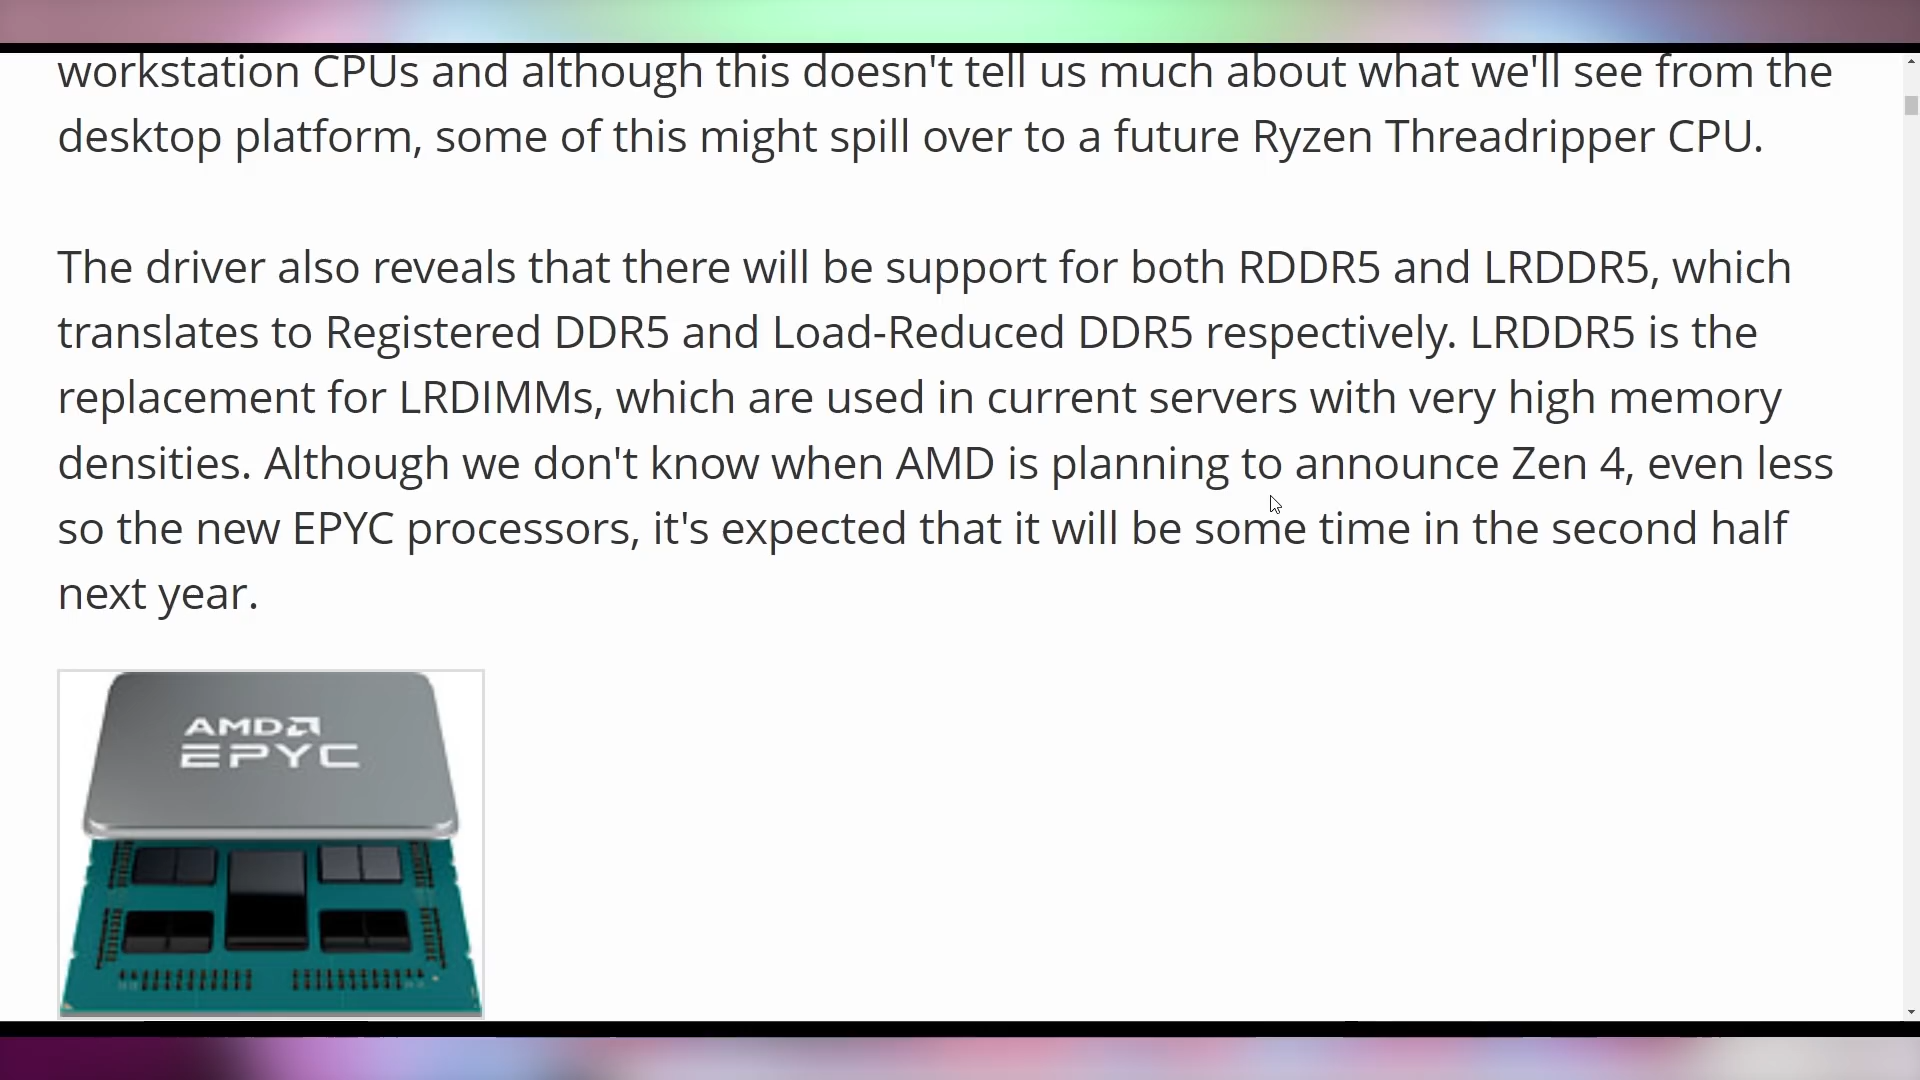 workstation CPUs and although this doesn't tell us much about what we'll see from the
desktop platform, some of this might spill over to a future Ryzen Threadripper CPU.
The driver also reveals that there will be support for both RDDR5 and LRDDR5, which
translates to Registered DDR5 and Load-Reduced DDR5 respectively. LRDDR5 is the
replacement for LRDIMMs, which are used in current servers with very high memory
densities. Although we don't know when AMD is planning to announce Zen 4, even less
so the new EPYC processors, it's expected that it will be some time in the second half
next year.
AMD
EPYC